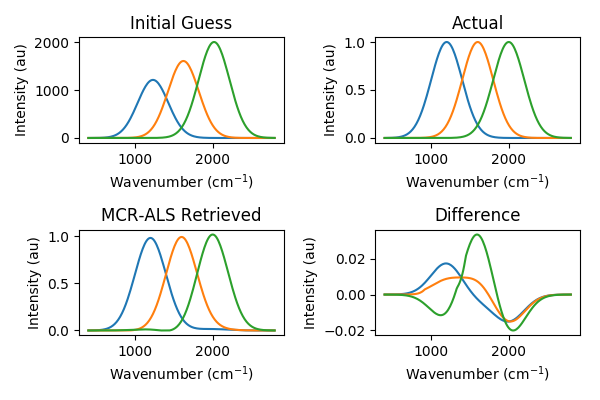 Initial Guess
Intensity (au)
2000
1000
0
1000 2000
Wavenumber (cm⁻¹)
Actual
Intensity (au)
1.0
0.5
0.0
1000 2000
Wavenumber (cm⁻¹)
MCR-ALS Retrieved
Intensity (au)
1.0
0.5
0.0
1000 2000
Wavenumber (cm⁻¹)
Difference
Intensity (au)
0.02
0.00
−0.02
1000 2000
Wavenumber (cm⁻¹)